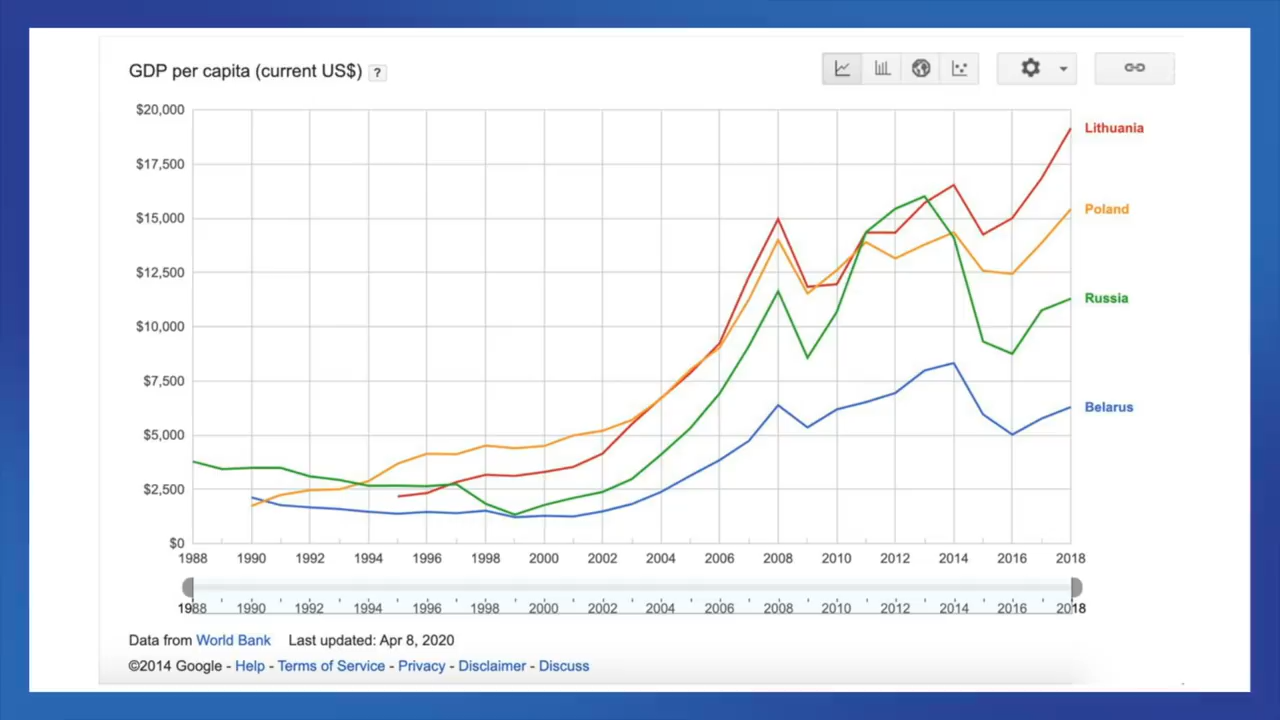 GDP per capita (current US$) ?
$20,000
Lithuania
$17,500
Poland
$15,000
$12,500
Russia
$10,000
$7,500
Belarus
$5,000
$2,500
$0
1988 1990 1992 1994 1996 1998 2000 2002 2004 2006 2008 2010 2012 2014 2016 2018
1988 1990 1992 1994 1996 1998 2000 2002 2004 2006 2008 2010 2012 2014 2016 2018
Data from World Bank Last updated: Apr 8, 2020
©2014 Google - Help - Terms of Service - Privacy - Disclaimer - Discuss